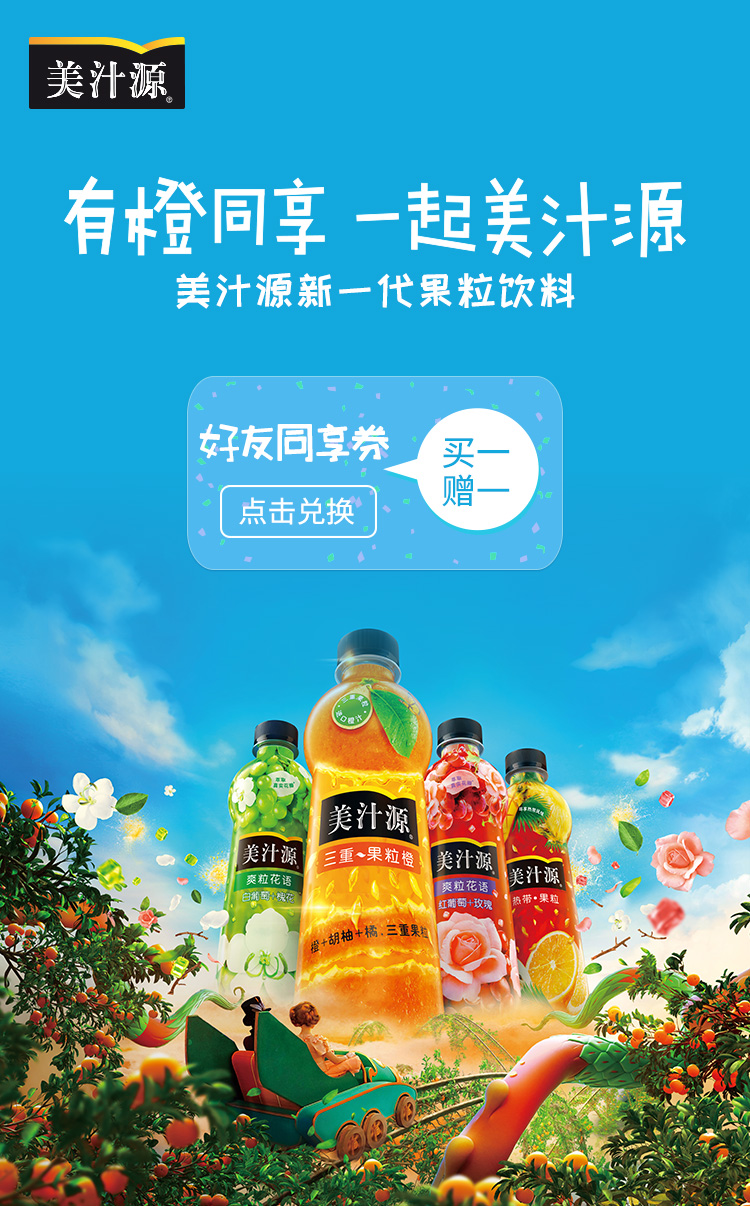 美汁源
有橙同享 一起美汁源
美汁源新一代果粒饮料
好友同享券
买一
赠一
点击兑换
美汁源
三重果粒橙
橙+胡柚+橘,三重果粒
美汁源
爽粒花语
白葡萄+槐花
美汁源
爽粒花语
红葡萄+玫瑰
美汁源
热带·果粒